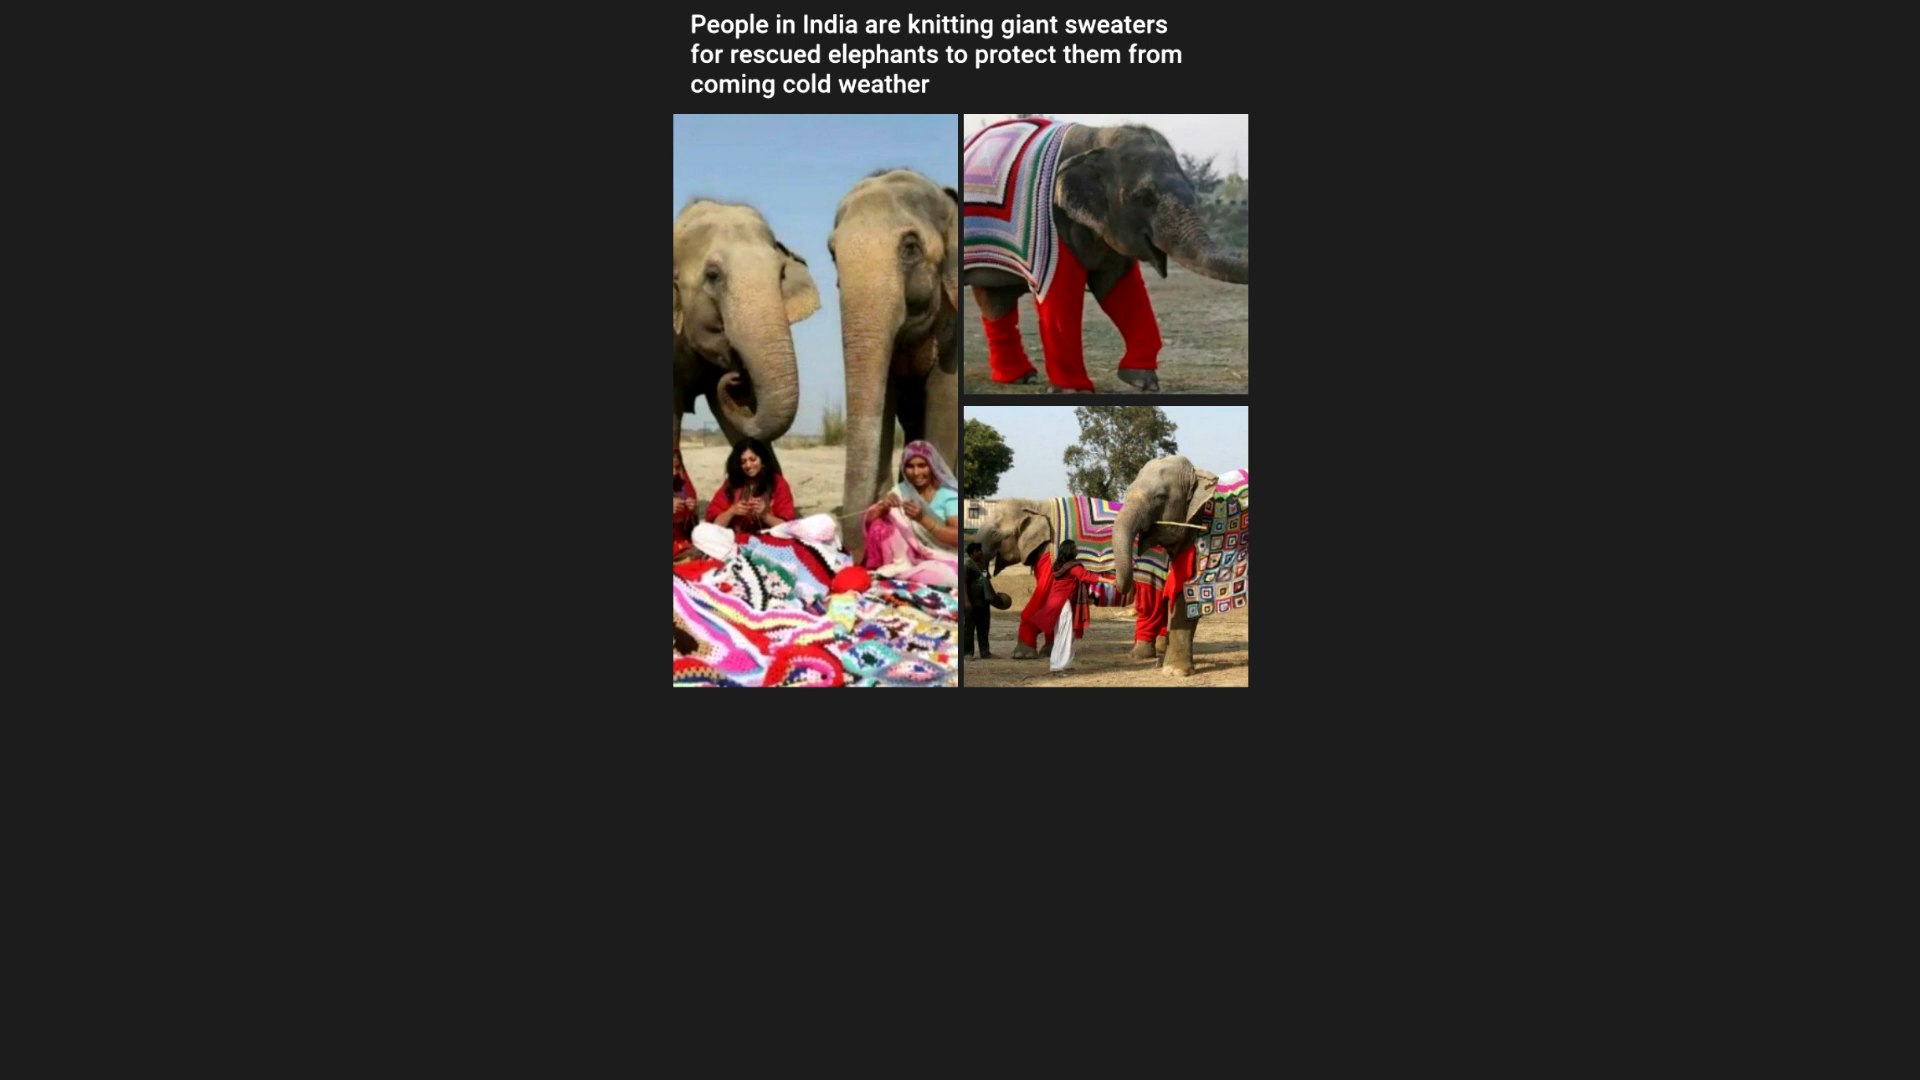 People in India are knitting giant sweaters
for rescued elephants to protect them from
coming cold weather